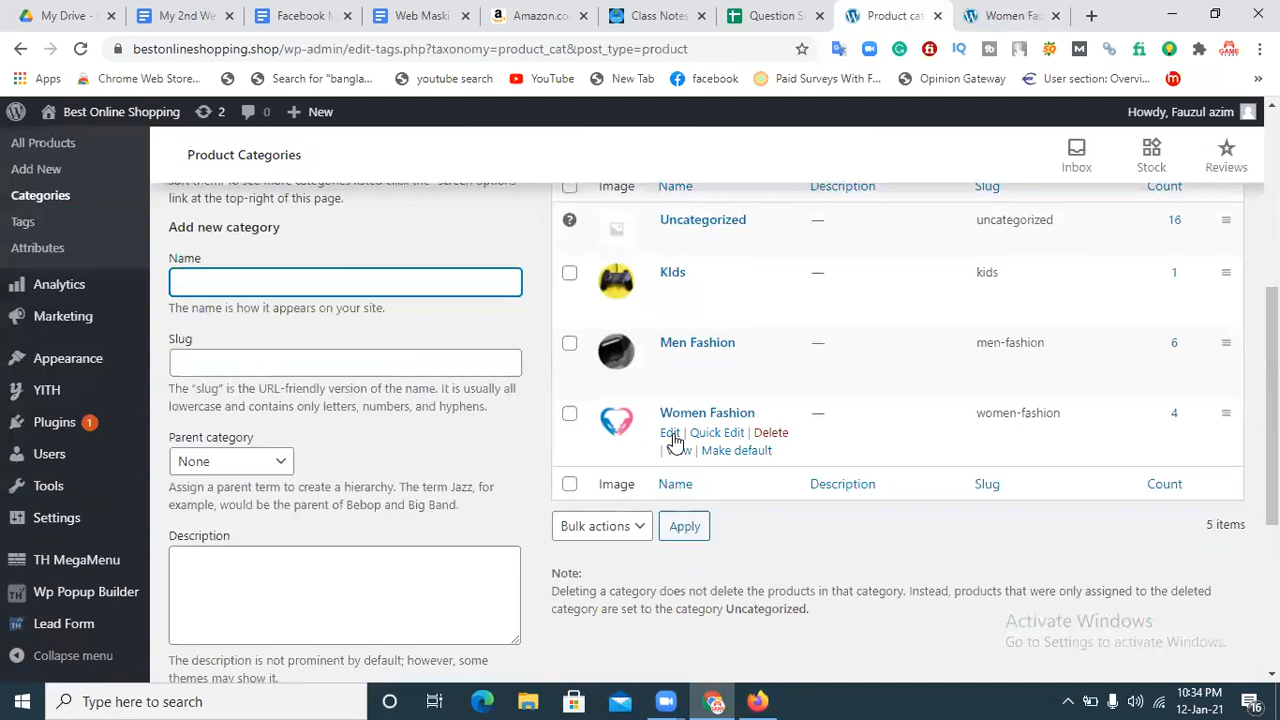 My Drive -
My 2nd We
Facebook M
Web Maski
Amazon.co
Class Notes
Question S
Product ca
Women Fas
bestonlineshopping.shop/wp-admin/edit-tags.php?taxonomy=product_cat&post_type=product
Apps
Chrome Web Store...
Search for "bangla...
youtube search
YouTube
New Tab
facebook
Paid Surveys With F...
Opinion Gateway
User section: Overvi...
Best Online Shopping
2
0
New
Howdy, Fauzul azim
All Products
Add New
Categories
Tags
Attributes
Analytics
Marketing
Appearance
YITH
Plugins 1
Users
Tools
Settings
TH MegaMenu
Wp Popup Builder
Lead Form
Collapse menu
Product Categories
Inbox
Stock
Reviews
link at the top-right of this page.
Add new category
Name
The name is how it appears on your site.
Slug
The “slug” is the URL-friendly version of the name. It is usually all
lowercase and contains only letters, numbers, and hyphens.
Parent category
None
Assign a parent term to create a hierarchy. The term Jazz, for
example, would be the parent of Bebop and Big Band.
Description
The description is not prominent by default; however, some
themes may show it.
Image Name Description Slug Count
Uncategorized — uncategorized 16
KIds — kids 1
Men Fashion — men-fashion 6
Women Fashion — women-fashion 4
Edit | Quick Edit | Delete
| View | Make default
Image Name Description Slug Count
Bulk actions
Apply
5 items
Note:
Deleting a category does not delete the products in that category. Instead, products that were only assigned to the deleted
category are set to the category Uncategorized.
Activate Windows
Go to Settings to activate Windows.
Type here to search
10:34 PM
12-Jan-21
16